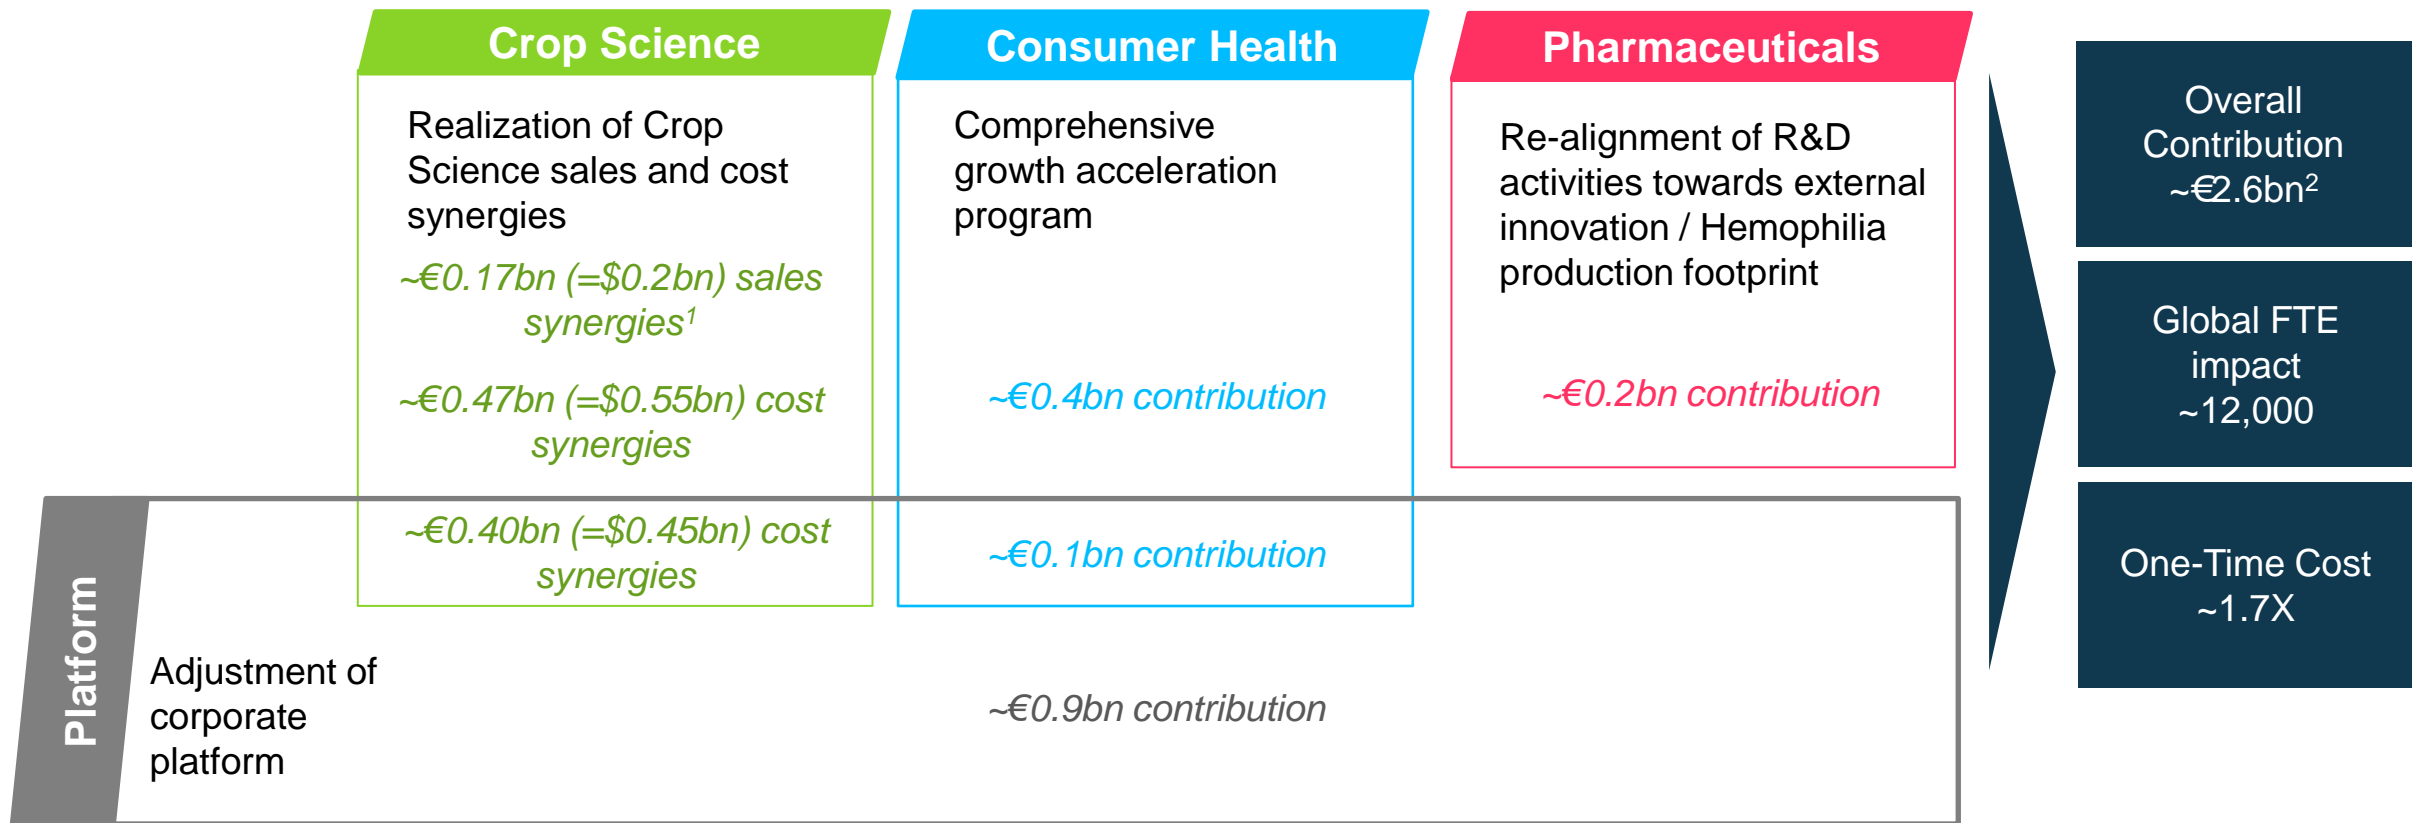 Crop Science
Realization of Crop
Science sales and cost
synergies
~€0.17bn (=$0.2bn) sales
synergies¹
~€0.47bn (=$0.55bn) cost
synergies
~€0.40bn (=$0.45bn) cost
synergies
Consumer Health
Comprehensive
growth acceleration
program
~€0.4bn contribution
~€0.1bn contribution
Pharmaceuticals
Re-alignment of R&D
activities towards external
innovation / Hemophilia
production footprint
~€0.2bn contribution
Platform
Adjustment of
corporate
platform
~€0.9bn contribution
Overall
Contribution
~€2.6bn²
Global FTE
impact
~12,000
One-Time Cost
~1.7X